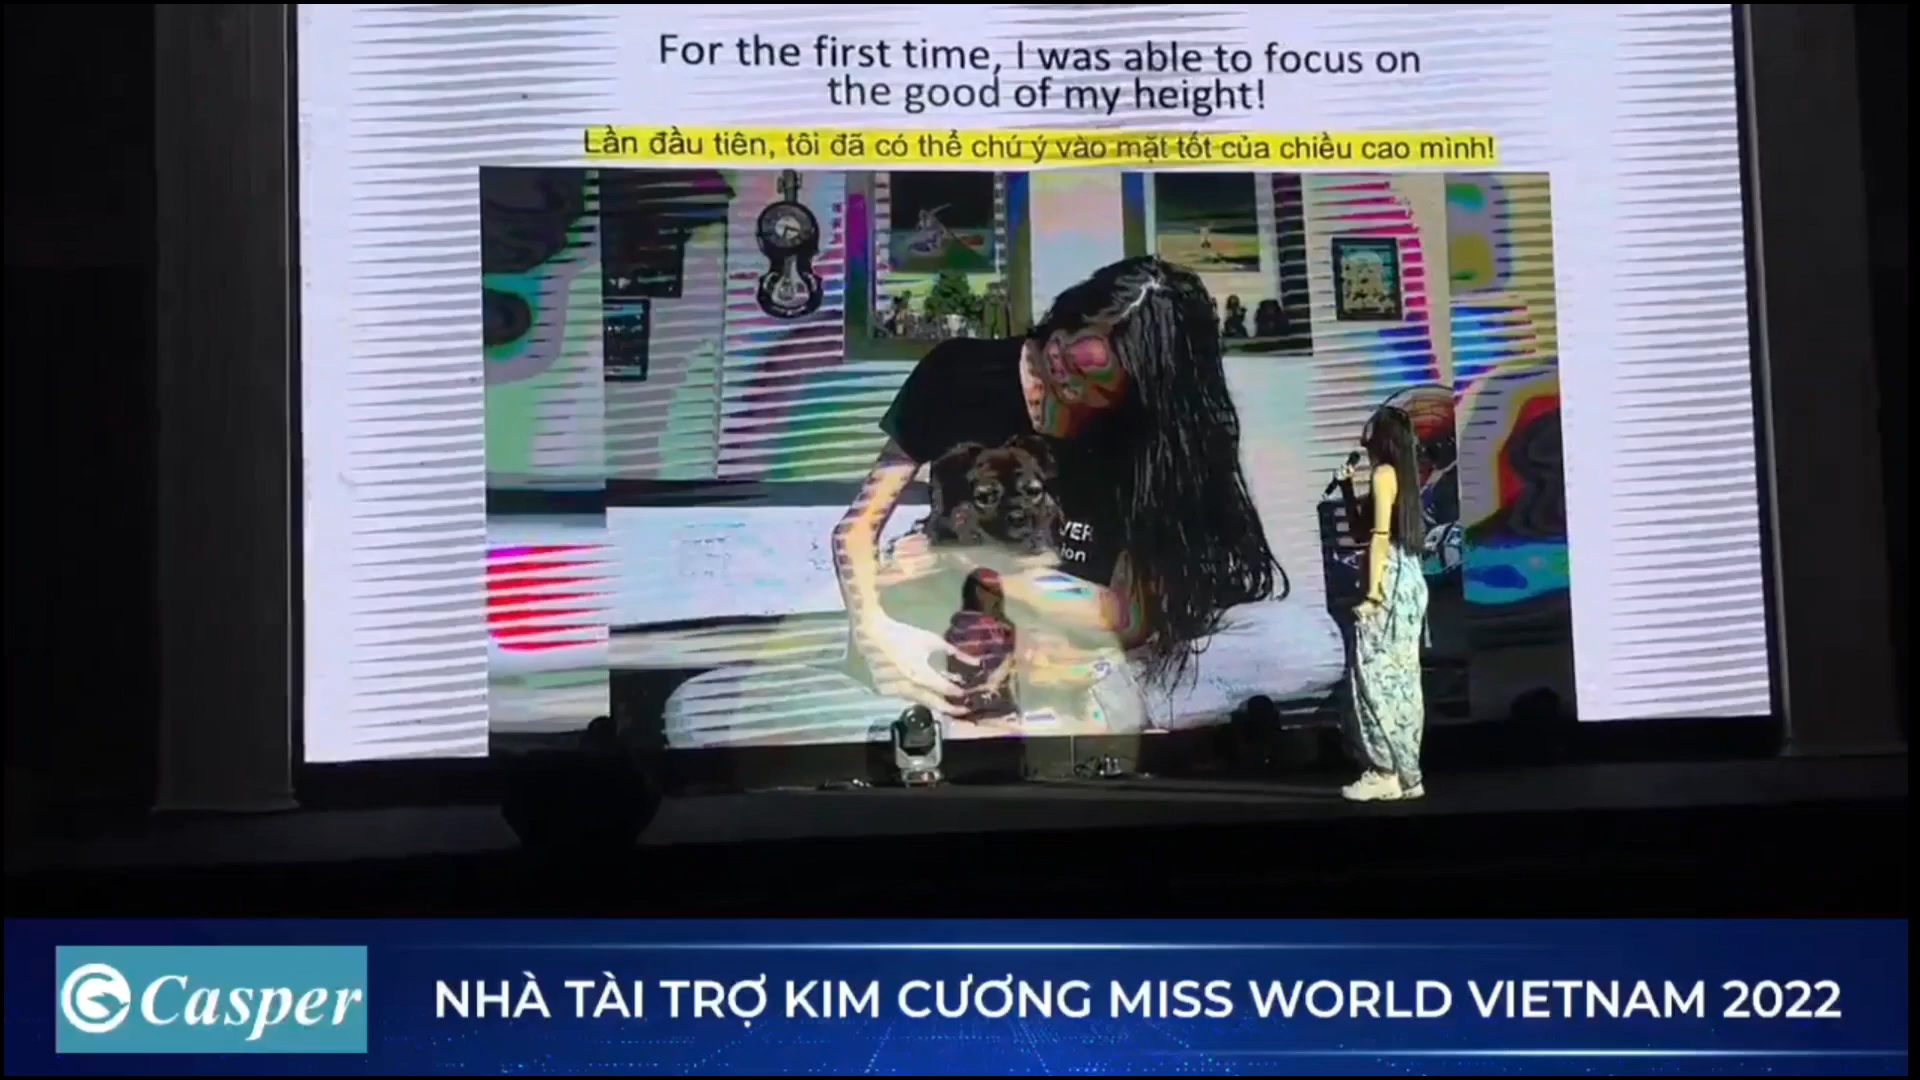 For the first time, I was able to focus on
the good of my height!
Lần đầu tiên, tôi đã có thể chú ý vào mặt tốt của chiều cao mình!
VER
ion
Casper
NHÀ TÀI TRỢ KIM CƯƠNG MISS WORLD VIETNAM 2022